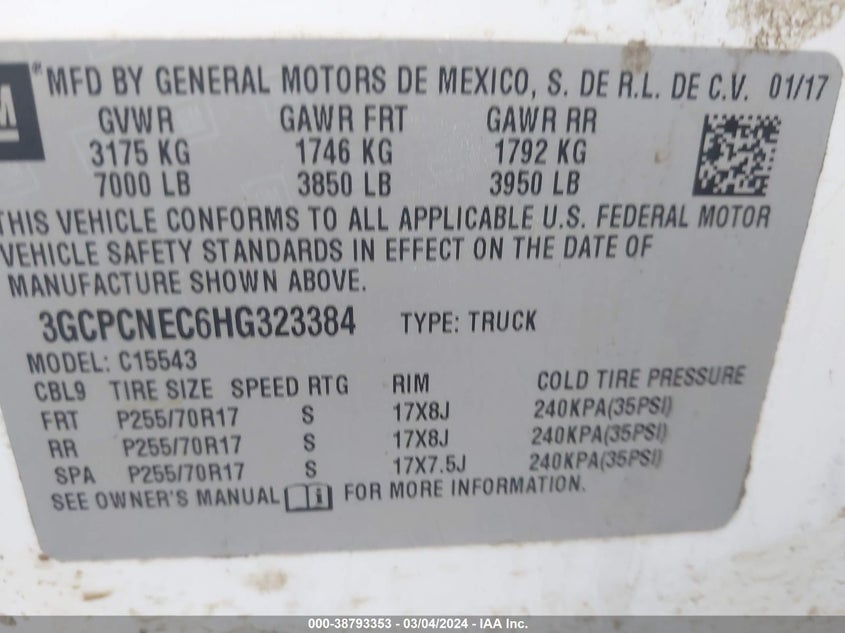 GM ® MFD BY GENERAL MOTORS DE MEXICO, S. DE R.L. DE C.V. 01/17
GVWR GAWR FRT GAWR RR
3175 KG 1746 KG 1792 KG
7000 LB 3850 LB 3950 LB
THIS VEHICLE CONFORMS TO ALL APPLICABLE U.S. FEDERAL MOTOR
VEHICLE SAFETY STANDARDS IN EFFECT ON THE DATE OF
MANUFACTURE SHOWN ABOVE.
3GCPCNEC6HG323384 TYPE: TRUCK
MODEL: C15543
CBL9 TIRE SIZE SPEED RTG RIM COLD TIRE PRESSURE
FRT P255/70R17 S 17X8J 240KPA(35PSI)
RR P255/70R17 S 17X8J 240KPA(35PSI)
SPA P255/70R17 S 17X7.5J 240KPA(35PSI)
SEE OWNER'S MANUAL FOR MORE INFORMATION.
000-38793353 - 03/04/2024 - IAA Inc.